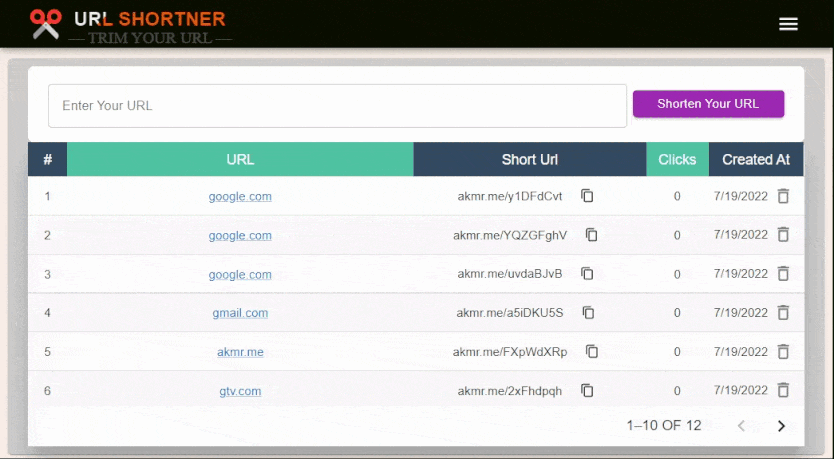 URL SHORTNER
— TRIM YOUR URL —
Enter Your URL
Shorten Your URL
# URL Short Url Clicks Created At
1 google.com akmr.me/y1DFdCvt 0 7/19/2022
2 google.com akmr.me/YQZGFghV 0 7/19/2022
3 google.com akmr.me/uvdaBJvB 0 7/19/2022
4 gmail.com akmr.me/a5iDKU5S 0 7/19/2022
5 akmr.me akmr.me/FXpWdXRp 0 7/19/2022
6 gtv.com akmr.me/2xFhdpqh 0 7/19/2022
1–10 OF 12